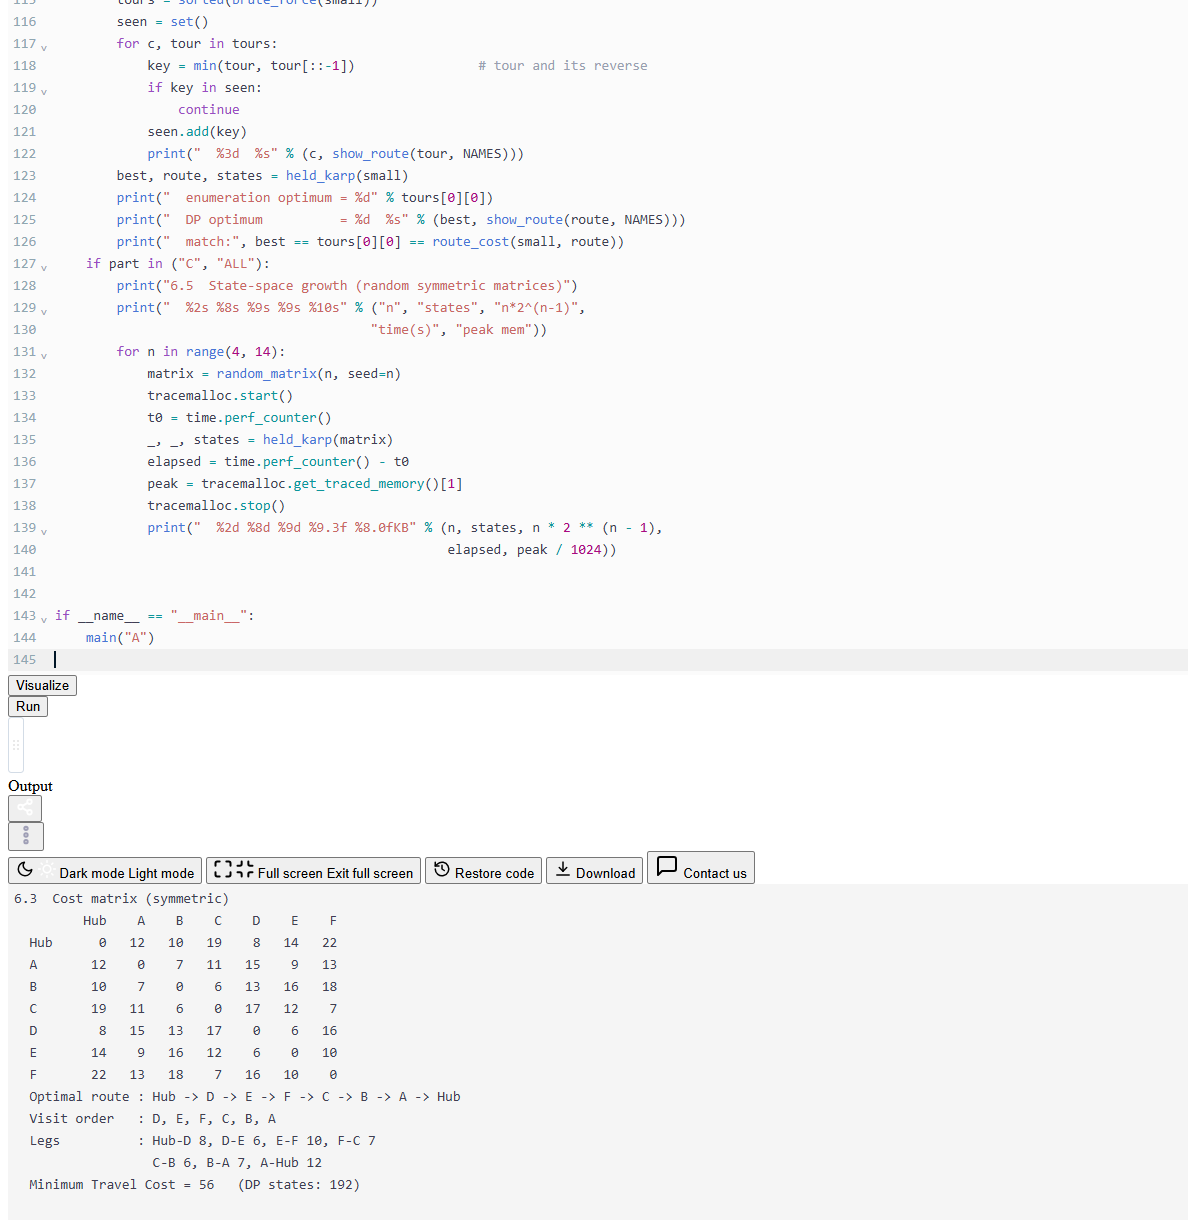 115         tours = sorted(brute_force(small))
116         seen = set()
117         for c, tour in tours:
118             key = min(tour, tour[::-1])                # tour and its reverse
119             if key in seen:
120                 continue
121             seen.add(key)
122             print("  %3d  %s" % (c, show_route(tour, NAMES)))
123         best, route, states = held_karp(small)
124         print("  enumeration optimum = %d" % tours[0][0])
125         print("  DP optimum          = %d  %s" % (best, show_route(route, NAMES)))
126         print("  match:", best == tours[0][0] == route_cost(small, route))
127     if part in ("C", "ALL"):
128         print("6.5  State-space growth (random symmetric matrices)")
129         print("  %2s %8s %9s %9s %10s" % ("n", "states", "n*2^(n-1)",
130                                          "time(s)", "peak mem"))
131         for n in range(4, 14):
132             matrix = random_matrix(n, seed=n)
133             tracemalloc.start()
134             t0 = time.perf_counter()
135             _, _, states = held_karp(matrix)
136             elapsed = time.perf_counter() - t0
137             peak = tracemalloc.get_traced_memory()[1]
138             tracemalloc.stop()
139             print("  %2d %8d %9d %9.3f %8.0fKB" % (n, states, n * 2 ** (n - 1),
140                                                    elapsed, peak / 1024))
141
142
143 if __name__ == "__main__":
144     main("A")
145
Visualize
Run
Output
Dark mode Light mode Full screen Exit full screen Restore code Download Contact us
6.3  Cost matrix (symmetric)
         Hub    A    B    C    D    E    F
  Hub      0   12   10   19    8   14   22
  A       12    0    7   11   15    9   13
  B       10    7    0    6   13   16   18
  C       19   11    6    0   17   12    7
  D        8   15   13   17    0    6   16
  E       14    9   16   12    6    0   10
  F       22   13   18    7   16   10    0
  Optimal route : Hub -> D -> E -> F -> C -> B -> A -> Hub
  Visit order   : D, E, F, C, B, A
  Legs          : Hub-D 8, D-E 6, E-F 10, F-C 7
                  C-B 6, B-A 7, A-Hub 12
  Minimum Travel Cost = 56   (DP states: 192)